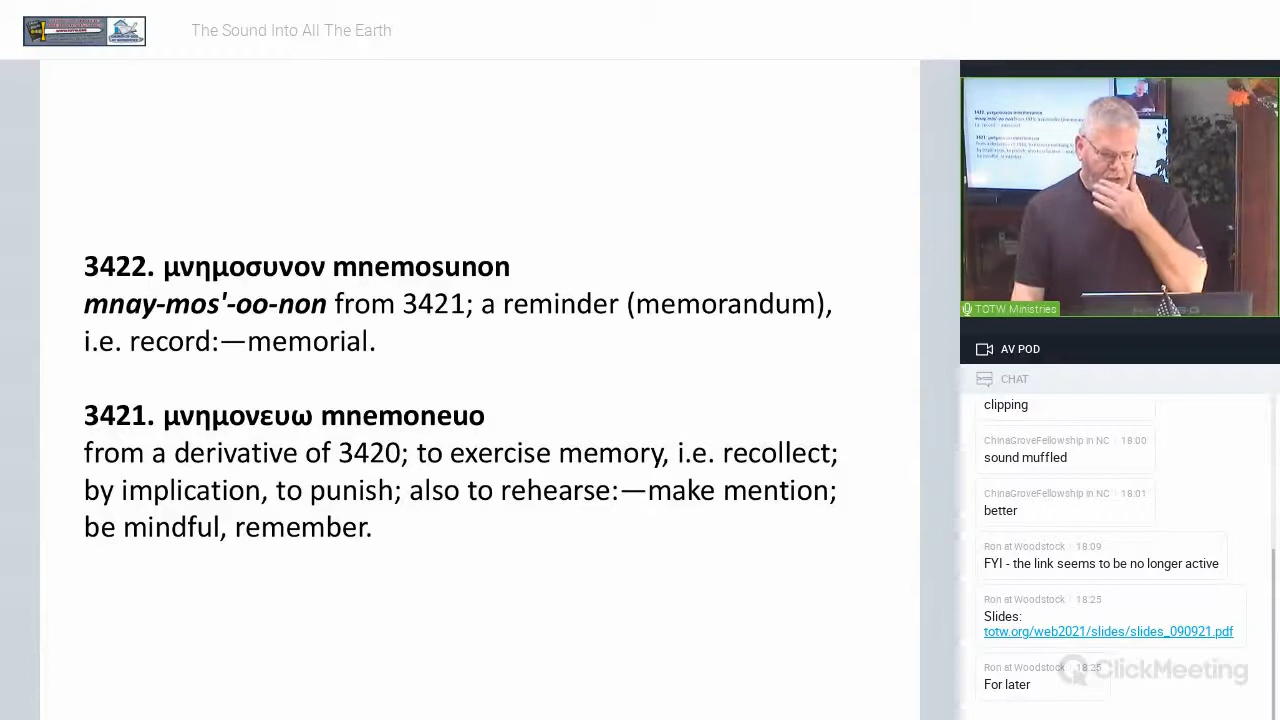 The Sound Into All The Earth
3422. μνημοσυνον mnemosunon
mnay-mos'-oo-non from 3421; a reminder (memorandum),
i.e. record:—memorial.
3421. μνημονευω mnemoneuo
from a derivative of 3420; to exercise memory, i.e. recollect;
by implication, to punish; also to rehearse:—make mention;
be mindful, remember.
TOTW Ministries
AV POD
CHAT
clipping
ChinaGroveFellowship in NC 18:00
sound muffled
ChinaGroveFellowship in NC 18:01
better
Ron at Woodstock 18:09
FYI - the link seems to be no longer active
Ron at Woodstock 18:25
Slides:
totw.org/web2021/slides/slides_090921.pdf
Ron at Woodstock 18:25
For later
ClickMeeting